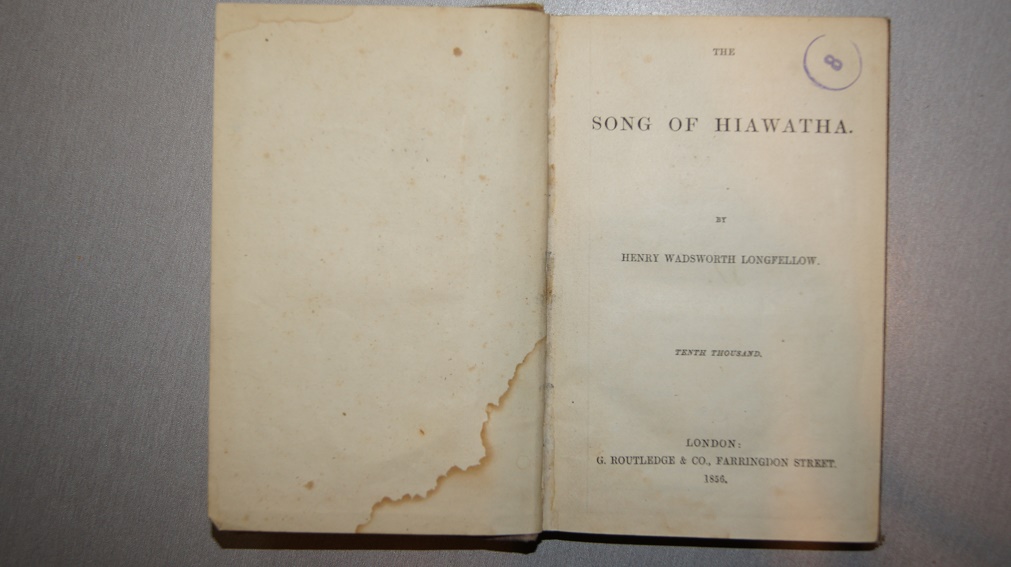 THE
8
SONG OF HIAWATHA.
BY
HENRY WADSWORTH LONGFELLOW.
TENTH THOUSAND.
LONDON:
G. ROUTLEDGE & CO., FARRINGDON STREET.
1856.